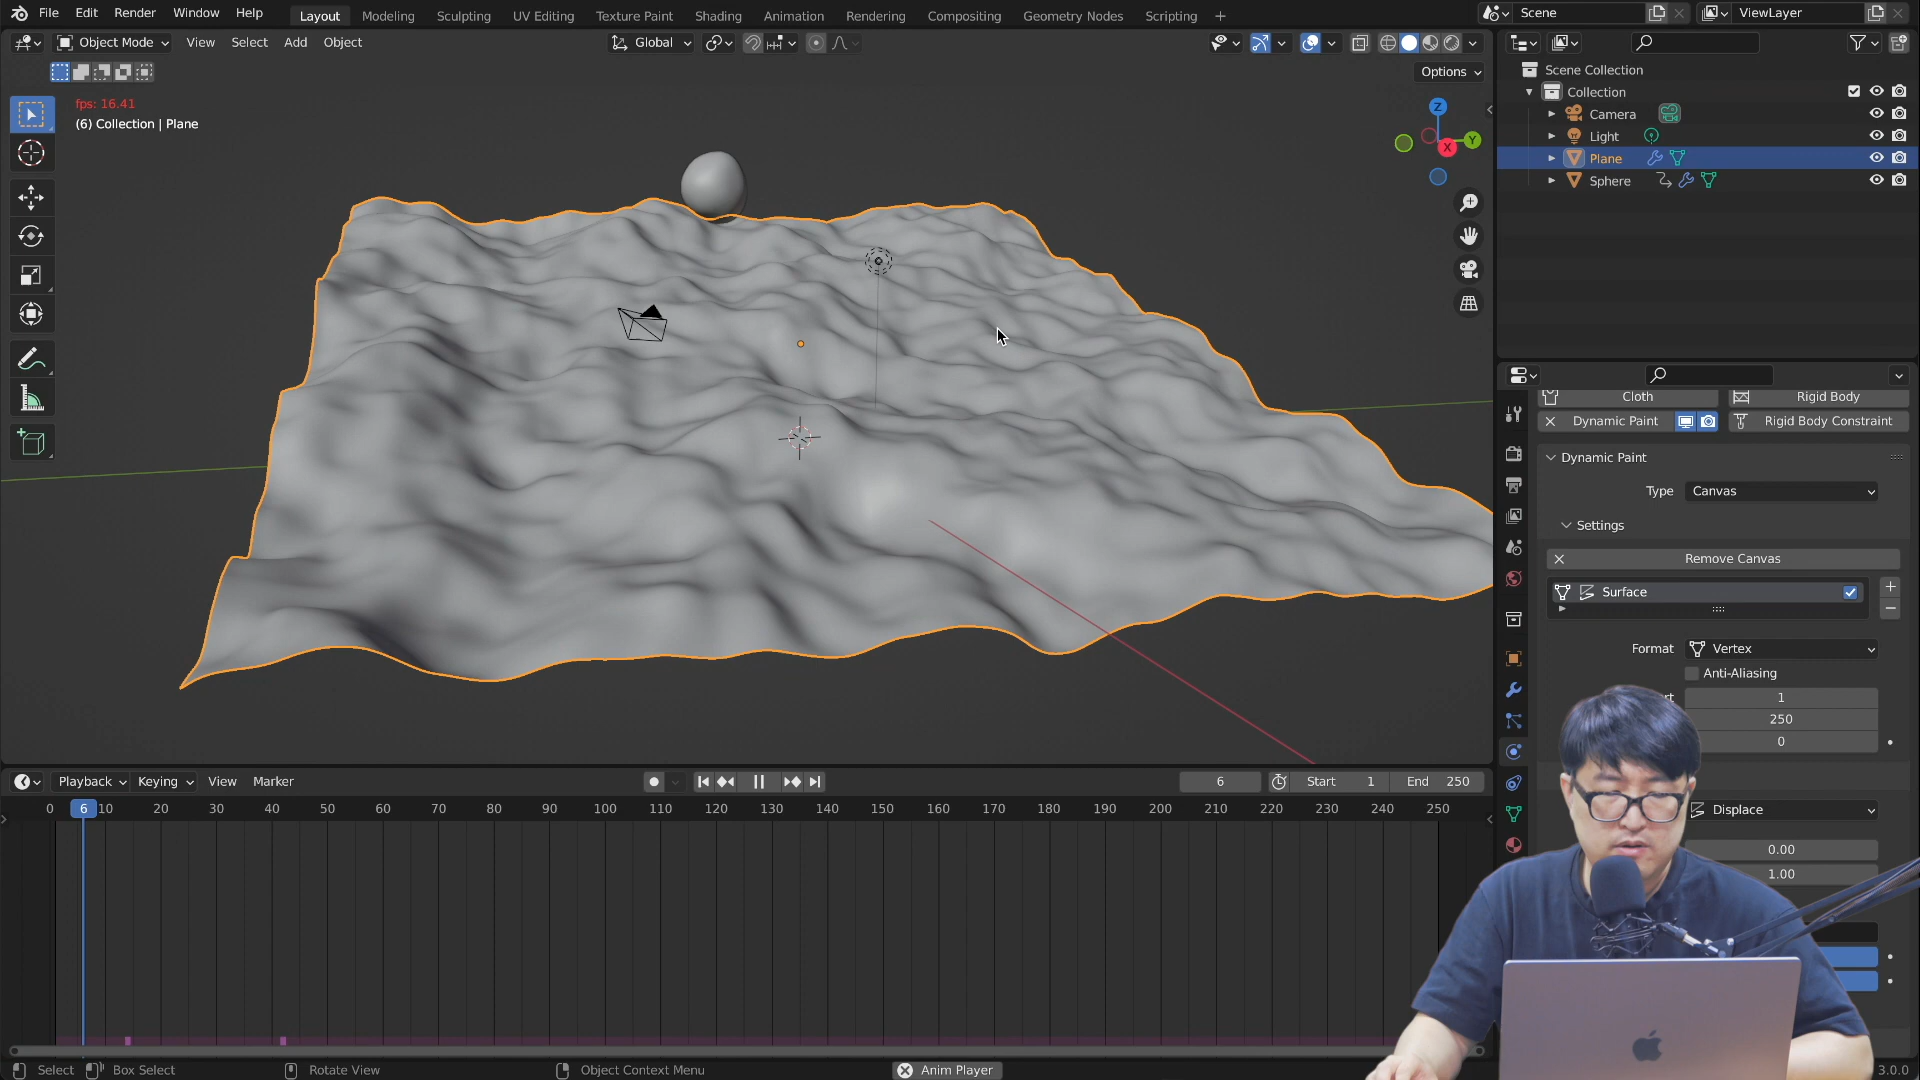 File Edit Render Window Help Layout Modeling Sculpting UV Editing Texture Paint Shading Animation Rendering Compositing Geometry Nodes Scripting + Scene ViewLayer
Object Mode View Select Add Object Global
Options
fps: 16.41
(6) Collection | Plane
Z
Y
X
Scene Collection
Collection
Camera
Light
Plane
Sphere
Cloth Rigid Body
Dynamic Paint Rigid Body Constraint
Dynamic Paint
Type Canvas
Settings
Remove Canvas
Surface
Format Vertex
Anti-Aliasing
1
250
0
Displace
0.00
1.00
Playback Keying View Marker 6 Start 1 End 250
0 6 10 20 30 40 50 60 70 80 90 100 110 120 130 140 150 160 170 180 190 200 210 220 230 240 250
Select Box Select Rotate View Object Context Menu Anim Player 3.0.0